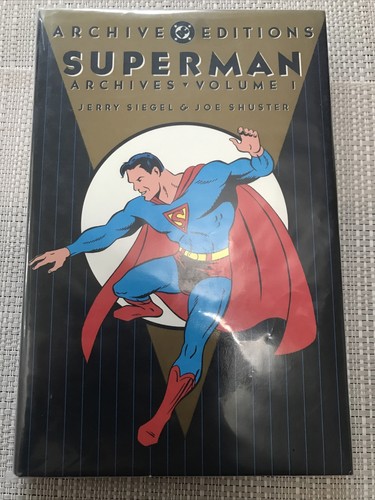 ARCHIVE DC EDITIONS
SUPERMAN
ARCHIVES • VOLUME 1
JERRY SIEGEL & JOE SHUSTER
S